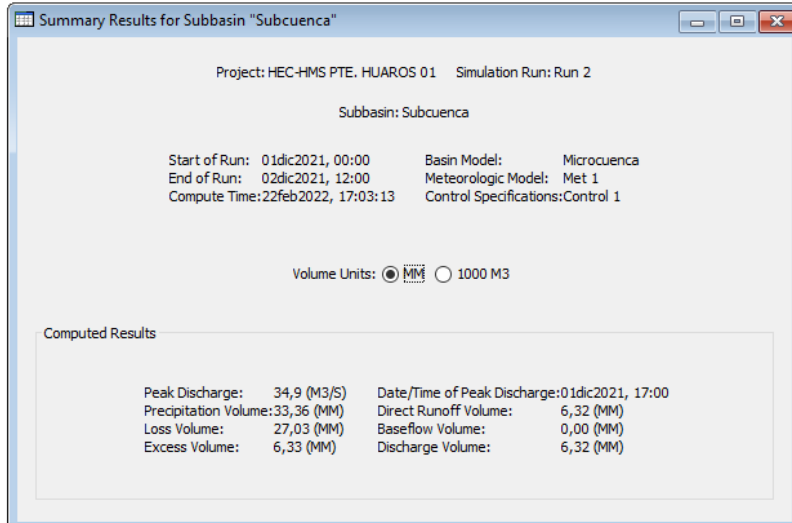 Summary Results for Subbasin "Subcuenca"
Project: HEC-HMS PTE. HUAROS 01 Simulation Run: Run 2
Subbasin: Subcuenca
Start of Run: 01dic2021, 00:00 Basin Model: Microcuenca
End of Run: 02dic2021, 12:00 Meteorologic Model: Met 1
Compute Time:22feb2022, 17:03:13 Control Specifications:Control 1
Volume Units: MM 1000 M3
Computed Results
Peak Discharge: 34,9 (M3/S) Date/Time of Peak Discharge:01dic2021, 17:00
Precipitation Volume:33,36 (MM) Direct Runoff Volume: 6,32 (MM)
Loss Volume: 27,03 (MM) Baseflow Volume: 0,00 (MM)
Excess Volume: 6,33 (MM) Discharge Volume: 6,32 (MM)